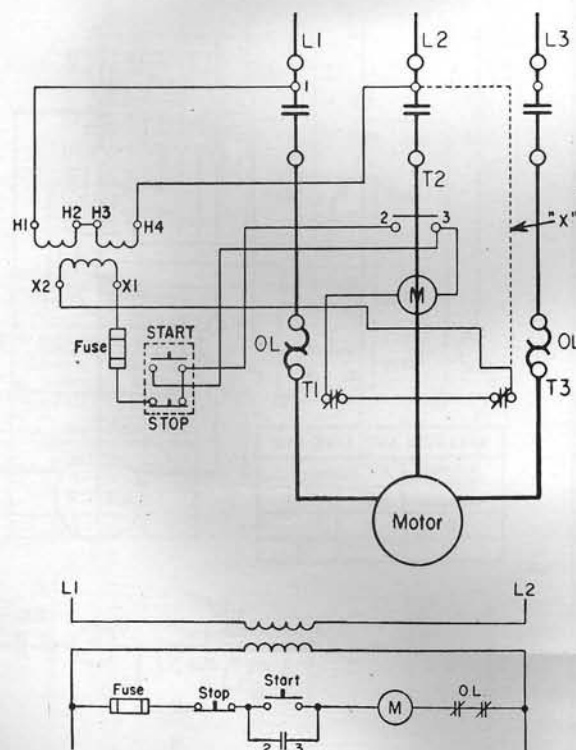 L1 L2 L3
1
T2
H1 H2 H3 H4
2 3
"X"
X2 X1
M
START
Fuse
OL
OL
T1
T3
STOP
Motor
L1 L2
Fuse
Stop
Start
M
OL
2 3